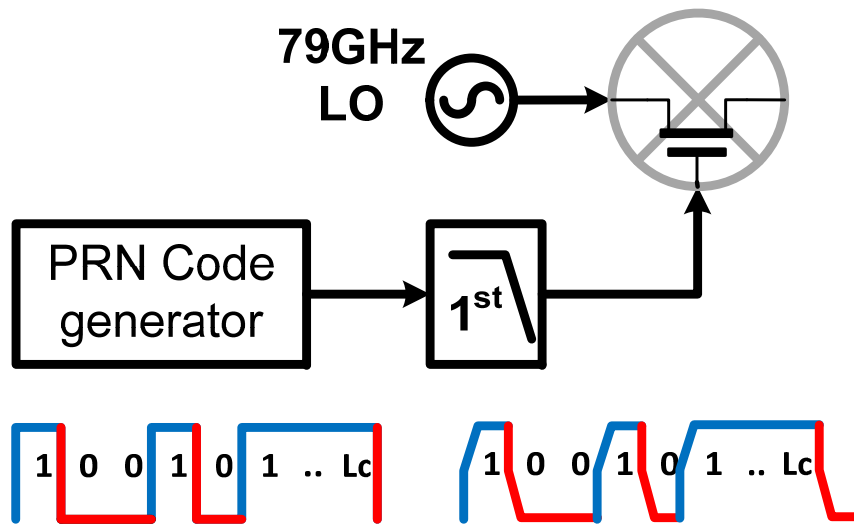 79GHz
LO
PRN Code
generator
1st
1 0 0 1 0 1 .. Lc
1 0 0 1 0 1 .. Lc